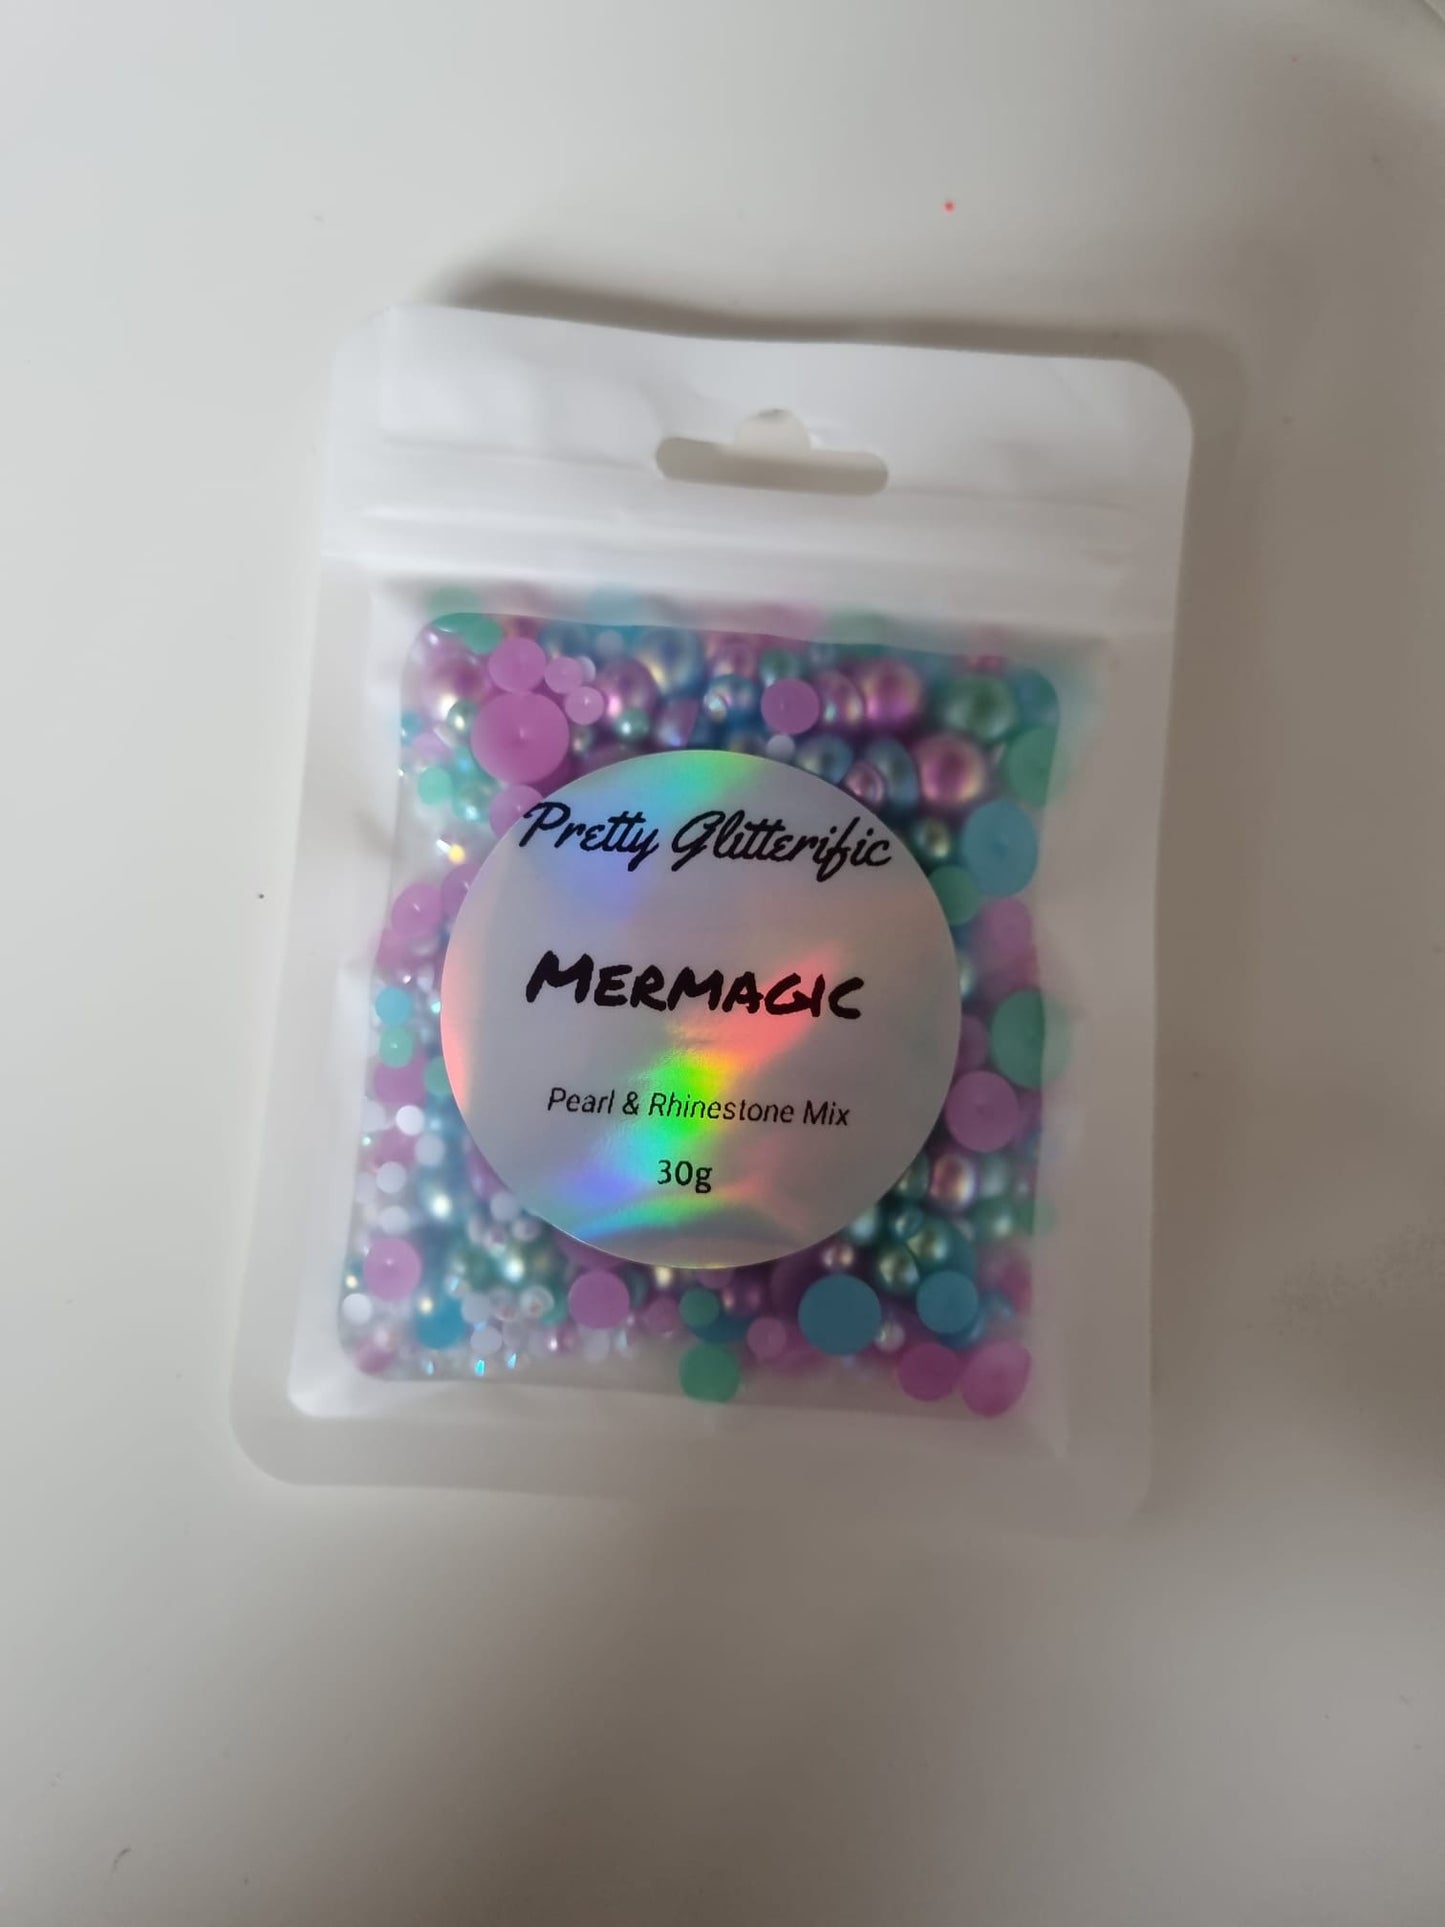 Pretty Glitterific
MERMAGIC
Pearl & Rhinestone Mix
30g